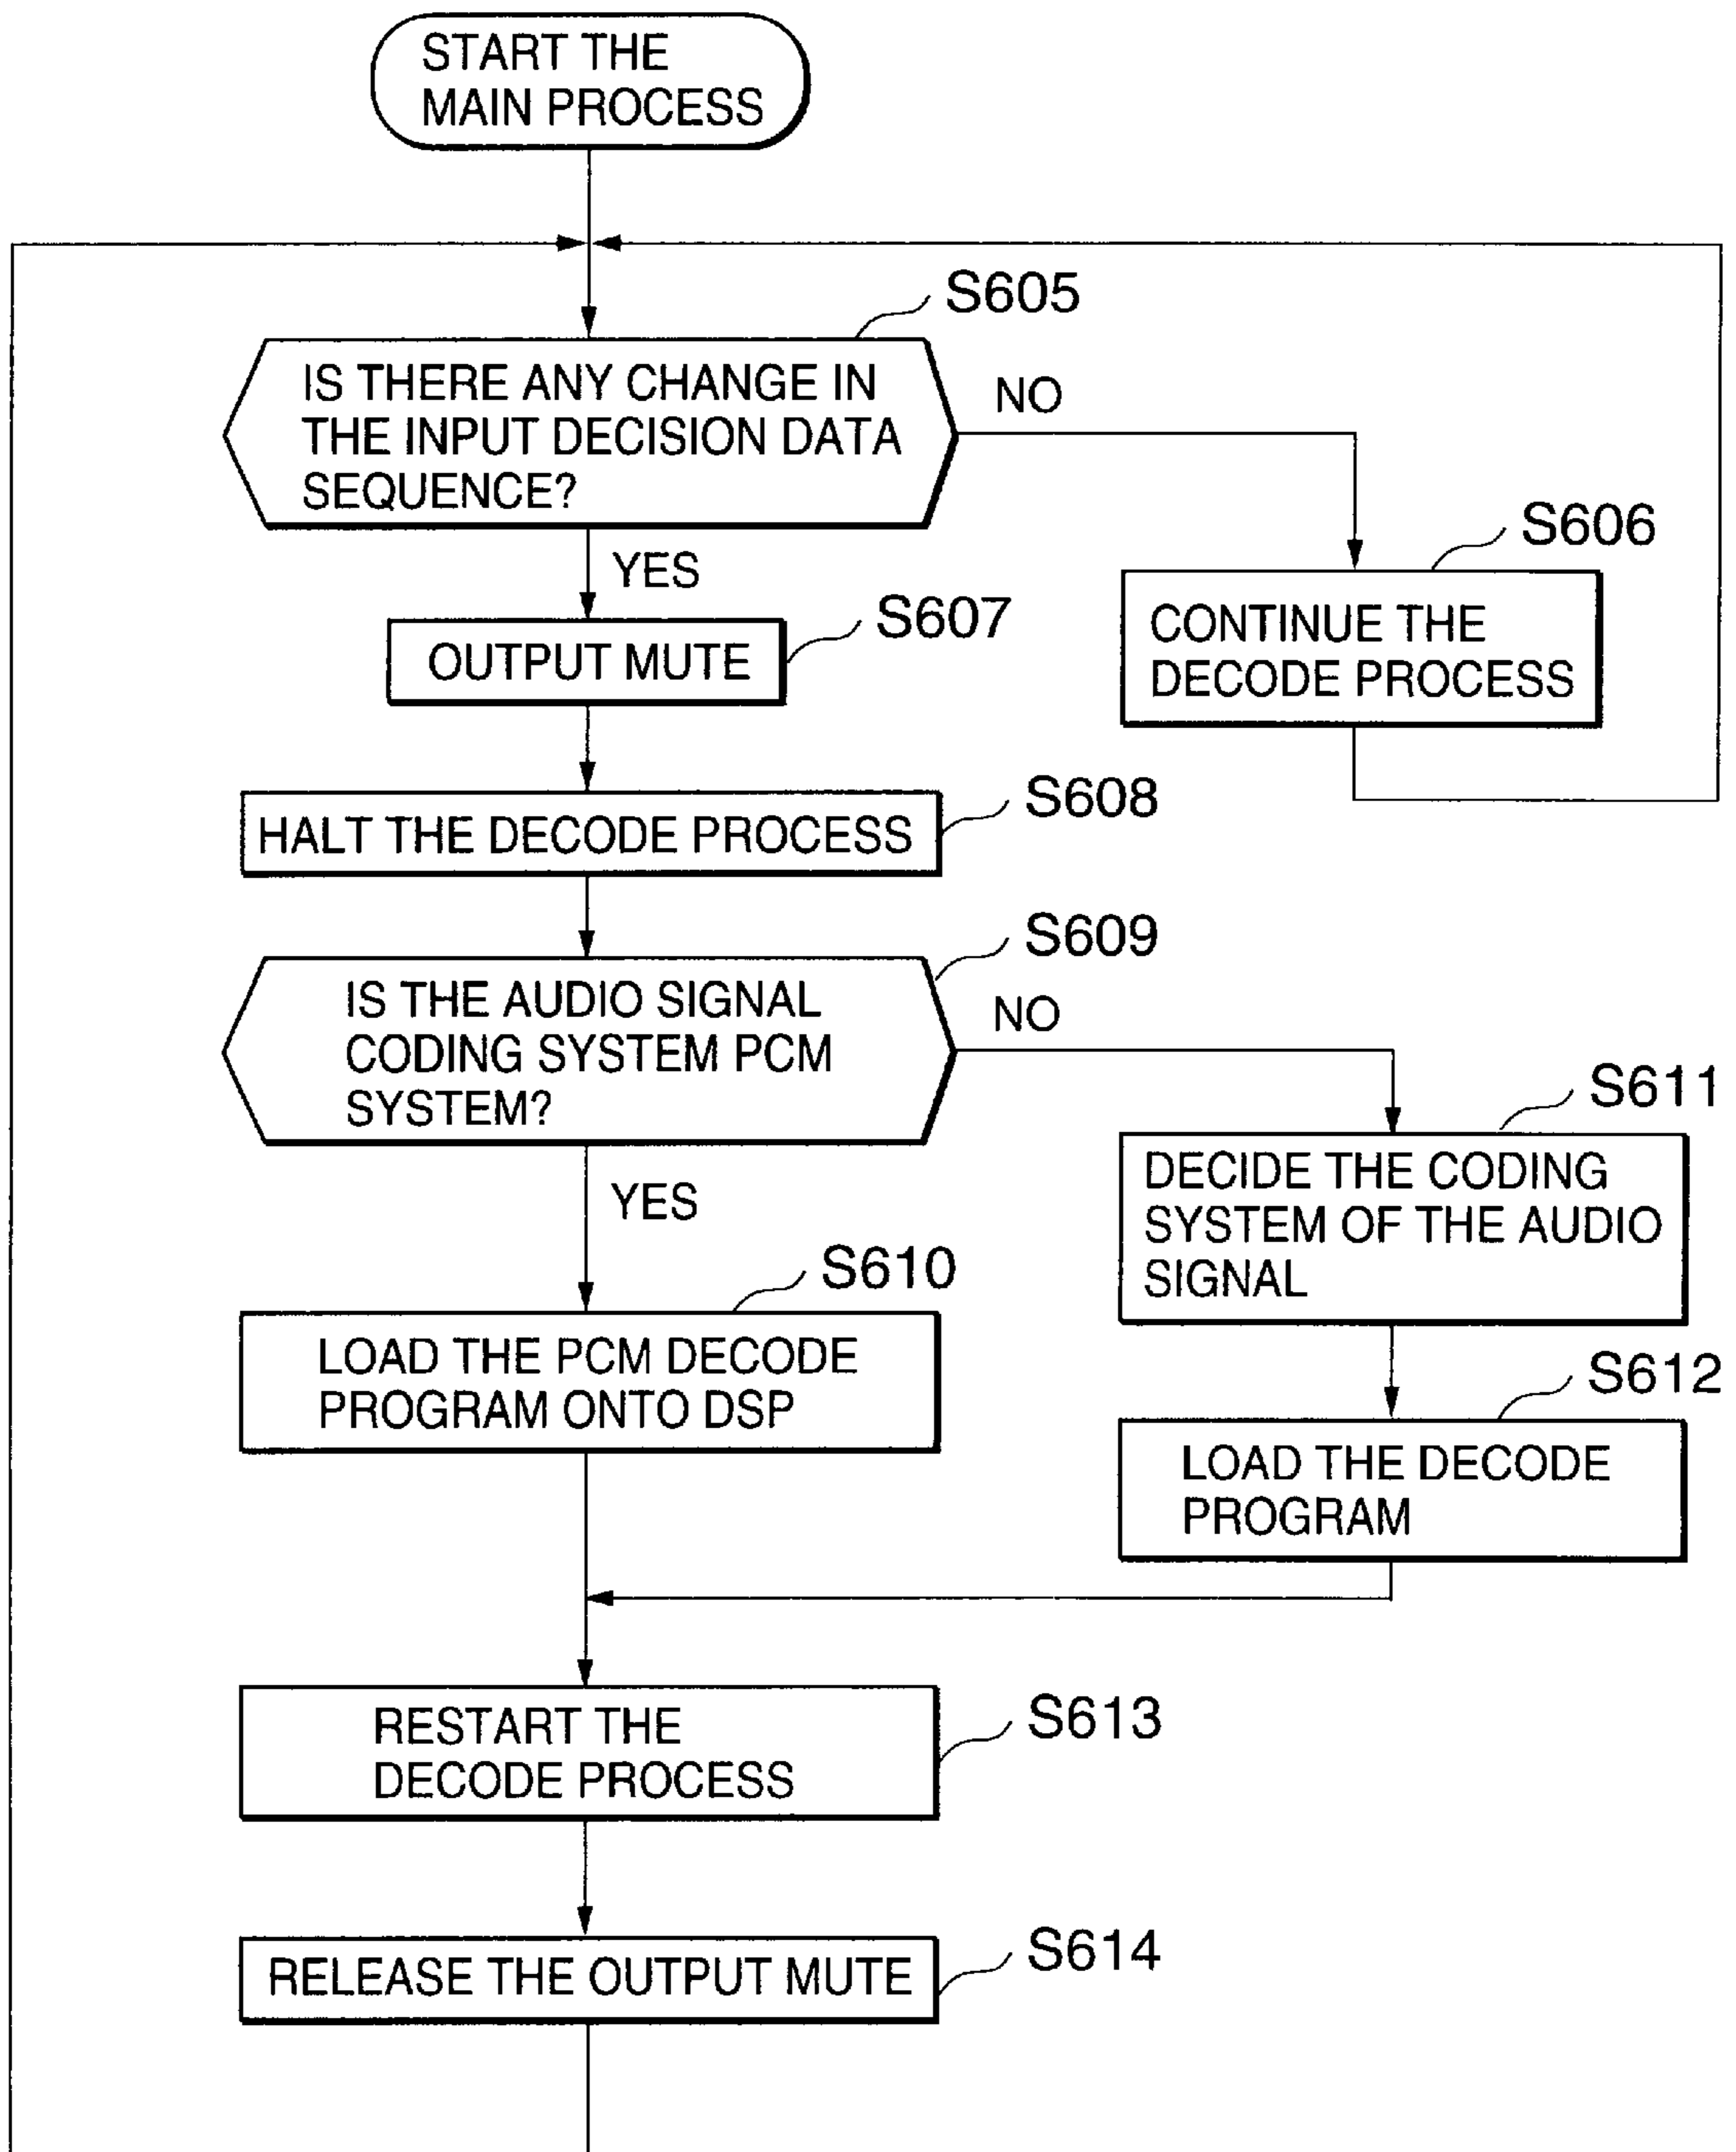 START THE
MAIN PROCESS
S605
IS THERE ANY CHANGE IN
THE INPUT DECISION DATA
SEQUENCE?
NO
YES
S606
CONTINUE THE
DECODE PROCESS
S607
OUTPUT MUTE
S608
HALT THE DECODE PROCESS
S609
IS THE AUDIO SIGNAL
CODING SYSTEM PCM
SYSTEM?
NO
YES
S611
DECIDE THE CODING
SYSTEM OF THE AUDIO
SIGNAL
S610
LOAD THE PCM DECODE
PROGRAM ONTO DSP
S612
LOAD THE DECODE
PROGRAM
S613
RESTART THE
DECODE PROCESS
S614
RELEASE THE OUTPUT MUTE